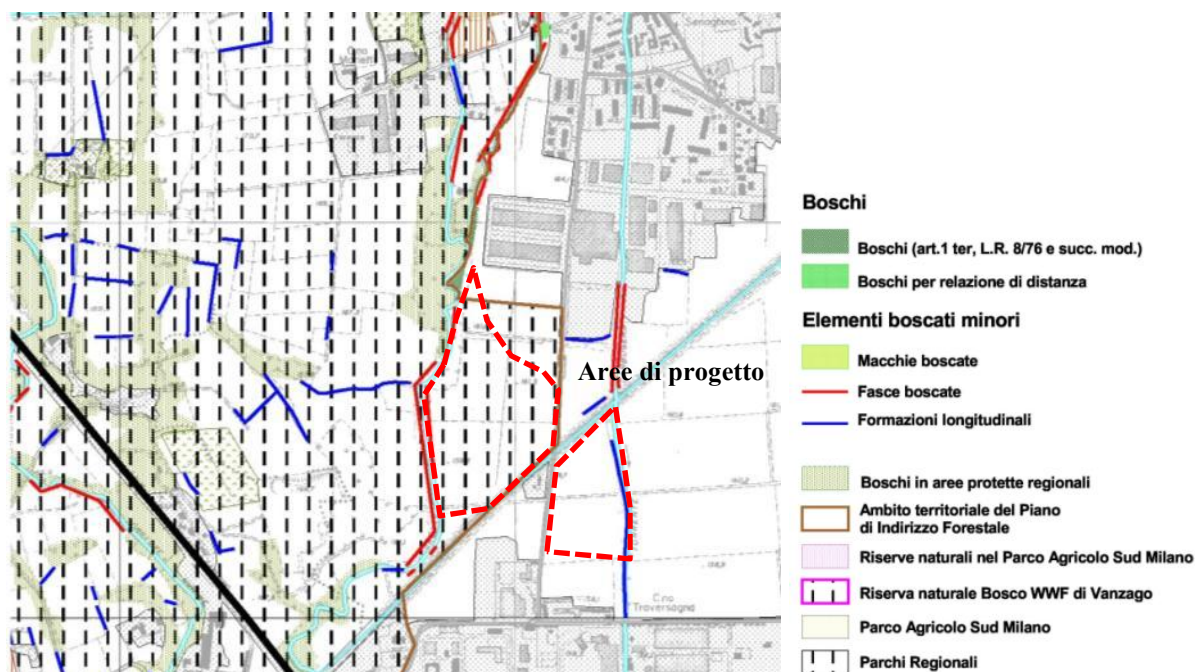 Senaghino
Aree di progetto
C.na
Traversagna
Boschi
Boschi (art.1 ter, L.R. 8/76 e succ. mod.)
Boschi per relazione di distanza
Elementi boscati minori
Macchie boscate
Fasce boscate
Formazioni longitudinali
Boschi in aree protette regionali
Ambito territoriale del Piano
di Indirizzo Forestale
Riserve naturali nel Parco Agricolo Sud Milano
Riserva naturale Bosco WWF di Vanzago
Parco Agricolo Sud Milano
Parchi Regionali